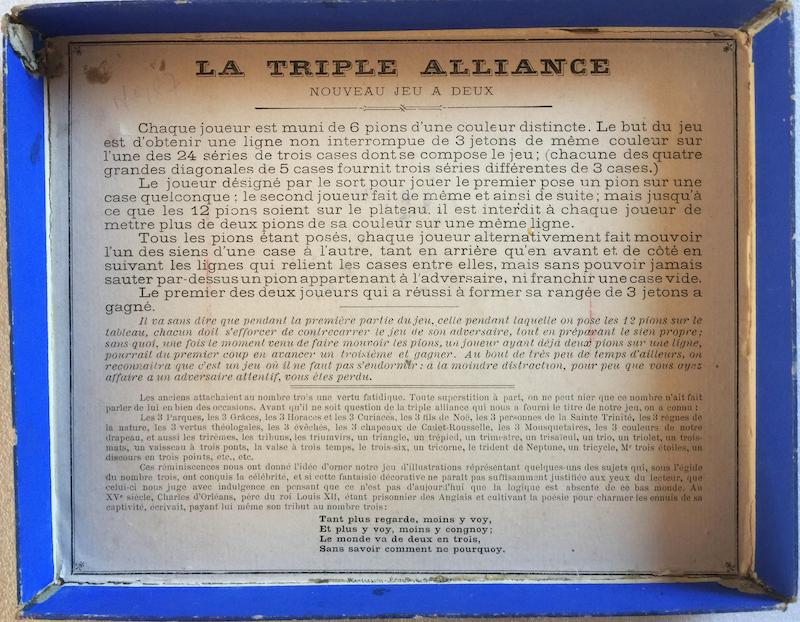 LA TRIPLE ALLIANCE
NOUVEAU JEU A DEUX
Chaque joueur est muni de 6 pions d'une couleur distincte. Le but du jeu
est d'obtenir une ligne non interrompue de 3 jetons de même couleur sur
l'une des 24 séries de trois cases dont se compose le jeu; (chacune des quatre
grandes diagonales de 5 cases fournit trois séries différentes de 3 cases.)
Le joueur désigné par le sort pour jouer le premier pose un pion sur une
case quelconque : le second joueur fait de même et ainsi de suite; mais jusqu'à
ce que les 12 pions soient sur le plateau, il est interdit à chaque joueur de
mettre plus de deux pions de sa couleur sur une même ligne.
Tous les pions étant posés, chaque joueur alternativement fait mouvoir
l'un des siens d'une case à l'autre, tant en arrière qu'en avant et de côté en
suivant les lignes qui relient les cases entre elles, mais sans pouvoir jamais
sauter par-dessus un pion appartenant à l'adversaire, ni franchir une case vide.
Le premier des deux joueurs qui a réussi à former sa rangée de 3 jetons a
gagné.
Il va sans dire que pendant la première partie du jeu, celle pendant laquelle on pose les 12 pions sur le
tableau, chacun doit s'efforcer de contrecarrer le jeu de son adversaire, tout en préparant le sien propre;
sans quoi, une fois le moment venu de faire mouvoir les pions, un joueur ayant déjà deux pions sur une ligne,
pourrait du premier coup en avancer un troisième et gagner. Au bout de très peu de temps d'ailleurs, on
reconnaîtra que c'est un jeu où il ne faut pas s'endormir : à la moindre distraction, pour peu que vous ayez
affaire a un adversaire attentif, vous êtes perdu.
Les anciens attachaient au nombre trois une vertu fatidique. Toute superstition à part, on ne peut nier que ce nombre n'ait fait
parler de lui en bien des occasions. Avant qu'il ne soit question de la triple alliance qui nous a fourni le titre de notre jeu, on a connu :
Les 3 Parques, les 3 Grâces, les 3 Horaces et les 3 Curiaces, les 3 fils de Noë, les 3 personnes de la Sainte Trinité, les 3 règnes de
la nature, les 3 vertus théologales, les 3 évêchés, les 3 chapeaux de Cadet-Rousselle, les 3 Mousquetaires, les 3 couleurs de notre
drapeau, et aussi les trirèmes, les tribuns, les triumvirs, un triangle, un trépied, un trimestre, un trisaïeul, un trio, un triolet, un trois-
mats, un vaisseau à trois ponts, la valse à trois temps, le trois-six, un tricorne, le trident de Neptune, un tricycle, Mr trois étoiles, un
discours en trois points, etc., etc.
Ces réminiscences nous ont donné l'idée d'orner notre jeu d'illustrations réprésentant quelques-uns des sujets qui, sous l'égide
du nombre trois, ont conquis la célébrité, et si cette fantaisie décorative ne paraît pas suffisamment justifiée aux yeux du lecteur, que
celui-ci nous juge avec indulgence en pensant que ce n'est pas d'aujourd'hui que la logique est absente de ce bas monde. Au
XVe siècle, Charles d'Orléans, père du roi Louis XII, étant prisonnier des Anglais et cultivant la poésie pour charmer les ennuis de sa
captivité, écrivait, payant lui même son tribut au nombre trois :
Tant plus regarde, moins y voy,
Et plus y voy, moins y congnoy;
Le monde va de deux en trois,
Sans savoir comment ne pourquoy.